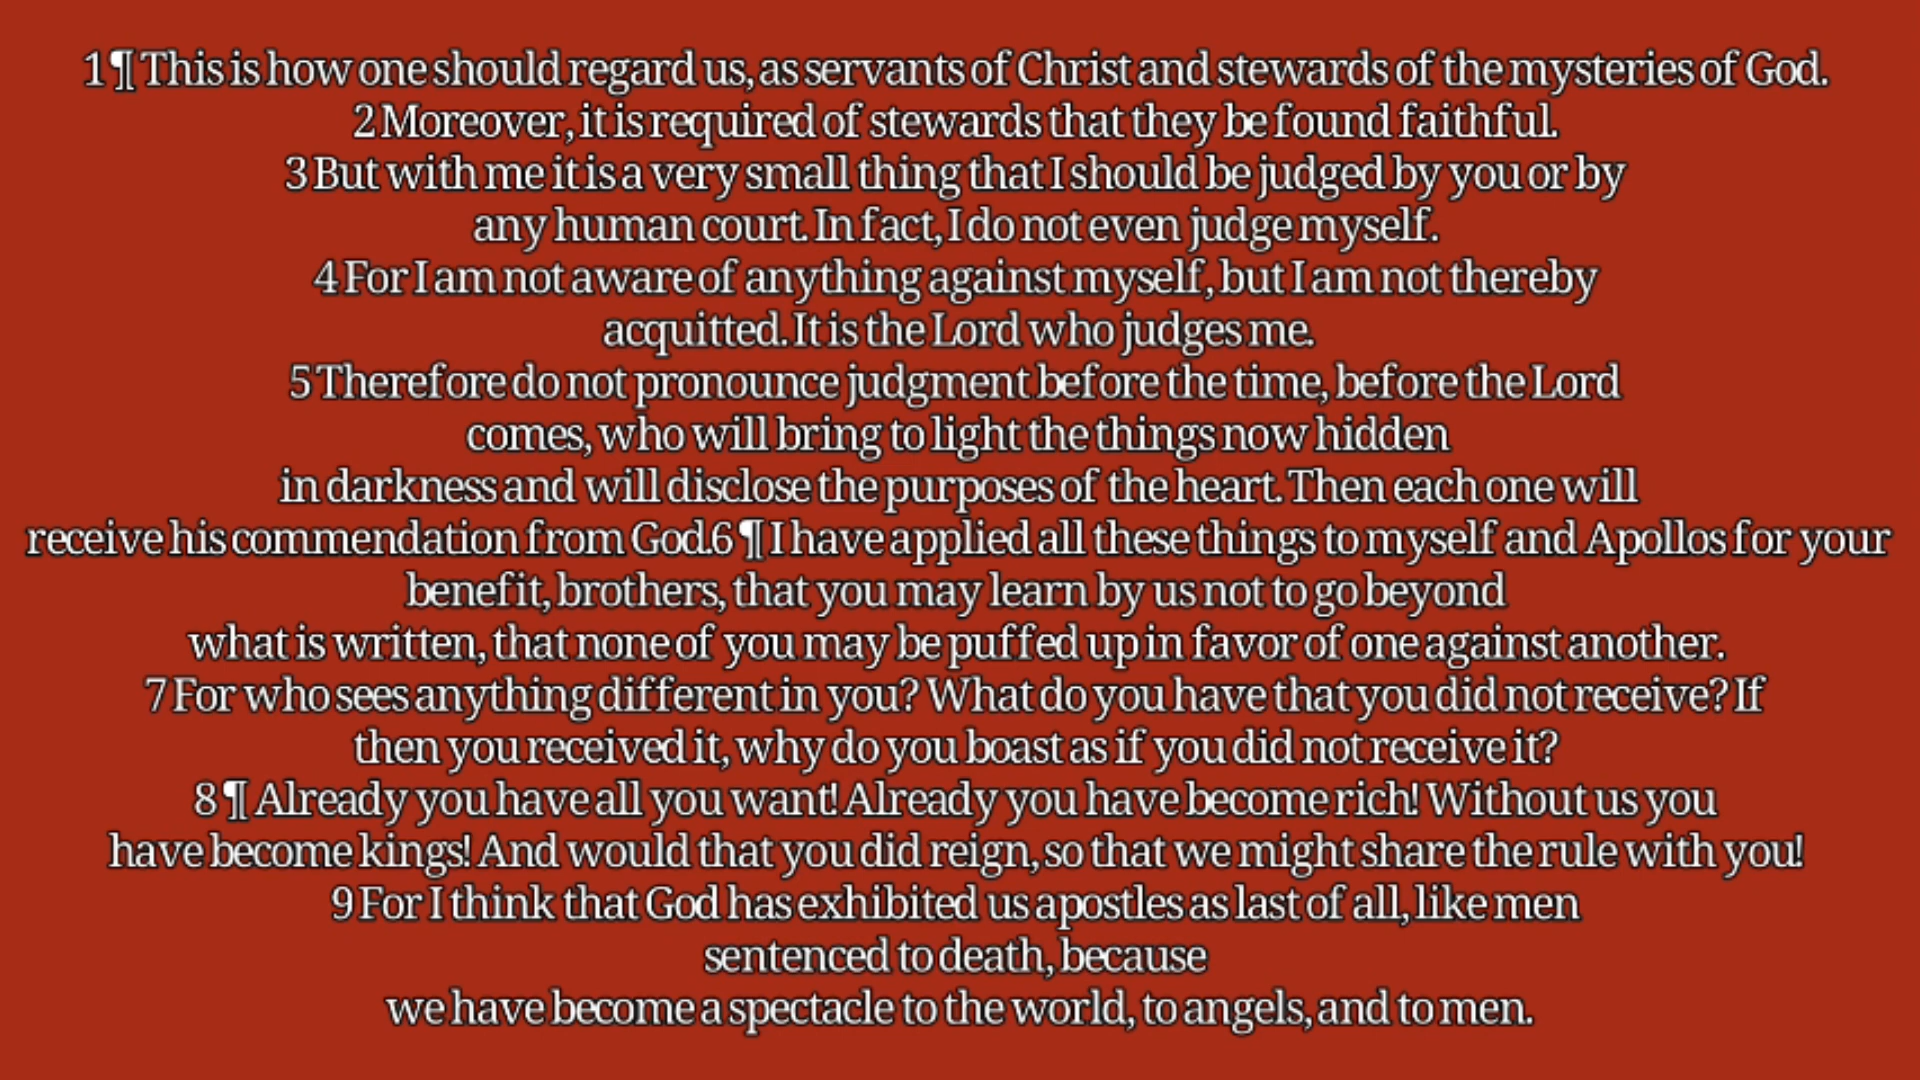 1 ¶ This is how one should regard us, as servants of Christ and stewards of the mysteries of God.
2 Moreover, it is required of stewards that they be found faithful.
3 But with me it is a very small thing that I should be judged by you or by
any human court. In fact, I do not even judge myself.
4 For I am not aware of anything against myself, but I am not thereby
acquitted. It is the Lord who judges me.
5 Therefore do not pronounce judgment before the time, before the Lord
comes, who will bring to light the things now hidden
in darkness and will disclose the purposes of the heart. Then each one will
receive his commendation from God.6 ¶ I have applied all these things to myself and Apollos for your
benefit, brothers, that you may learn by us not to go beyond
what is written, that none of you may be puffed up in favor of one against another.
7 For who sees anything different in you? What do you have that you did not receive? If
then you received it, why do you boast as if you did not receive it?
8 ¶ Already you have all you want! Already you have become rich! Without us you
have become kings! And would that you did reign, so that we might share the rule with you!
9 For I think that God has exhibited us apostles as last of all, like men
sentenced to death, because
we have become a spectacle to the world, to angels, and to men.